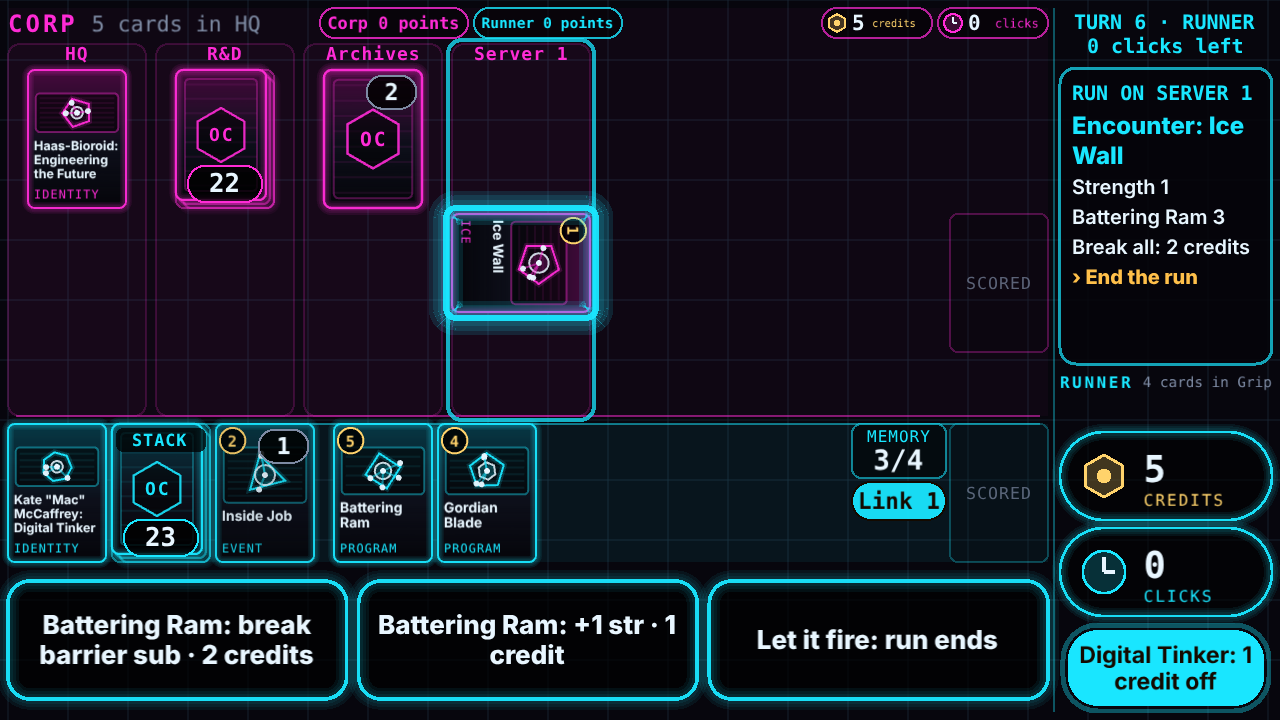 CORP 5 cards in HQ
Corp 0 points
Runner 0 points
5 credits
0 clicks
TURN 6 · RUNNER
0 clicks left
HQ
R&D
Archives
Server 1
Haas-Bioroid:
Engineering
the Future
IDENTITY
OC
22
2
OC
ICE
Ice Wall
1
SCORED
RUN ON SERVER 1
Encounter: Ice
Wall
Strength 1
Battering Ram 3
Break all: 2 credits
› End the run
RUNNER 4 cards in Grip
Kate "Mac"
McCaffrey:
Digital Tinker
IDENTITY
STACK
OC
23
2
1
Inside Job
EVENT
5
Battering
Ram
PROGRAM
4
Gordian
Blade
PROGRAM
MEMORY
3/4
Link 1
SCORED
5
CREDITS
0
CLICKS
Battering Ram: break
barrier sub · 2 credits
Battering Ram: +1 str · 1
credit
Let it fire: run ends
Digital Tinker: 1
credit off